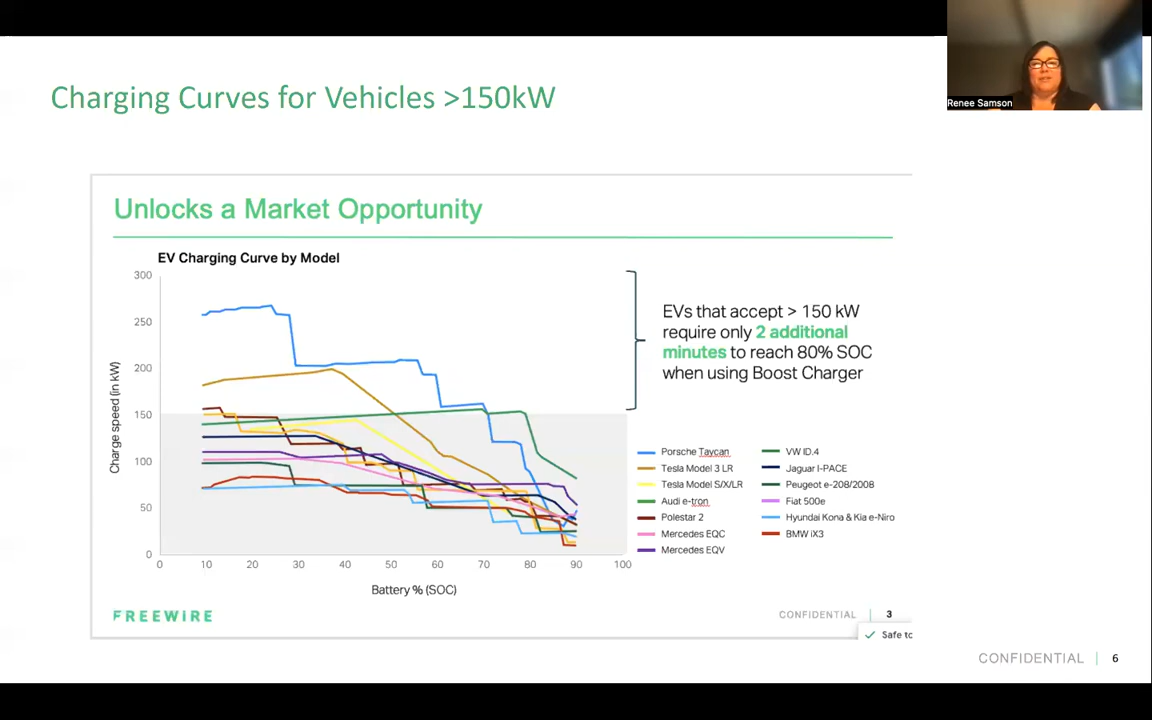 Renee Samson
Charging Curves for Vehicles >150kW
Unlocks a Market Opportunity
EV Charging Curve by Model
300
250
200
150
100
50
0
Charge speed (in kW)
0 10 20 30 40 50 60 70 80 90 100
Battery % (SOC)
EVs that accept > 150 kW
require only 2 additional
minutes to reach 80% SOC
when using Boost Charger
Porsche Taycan
Tesla Model 3 LR
Tesla Model S/X/LR
Audi e-tron
Polestar 2
Mercedes EQC
Mercedes EQV
VW ID.4
Jaguar I-PACE
Peugeot e-208/2008
Fiat 500e
Hyundai Kona & Kia e-Niro
BMW iX3
FREEWIRE
CONFIDENTIAL | 3
Safe to
CONFIDENTIAL | 6